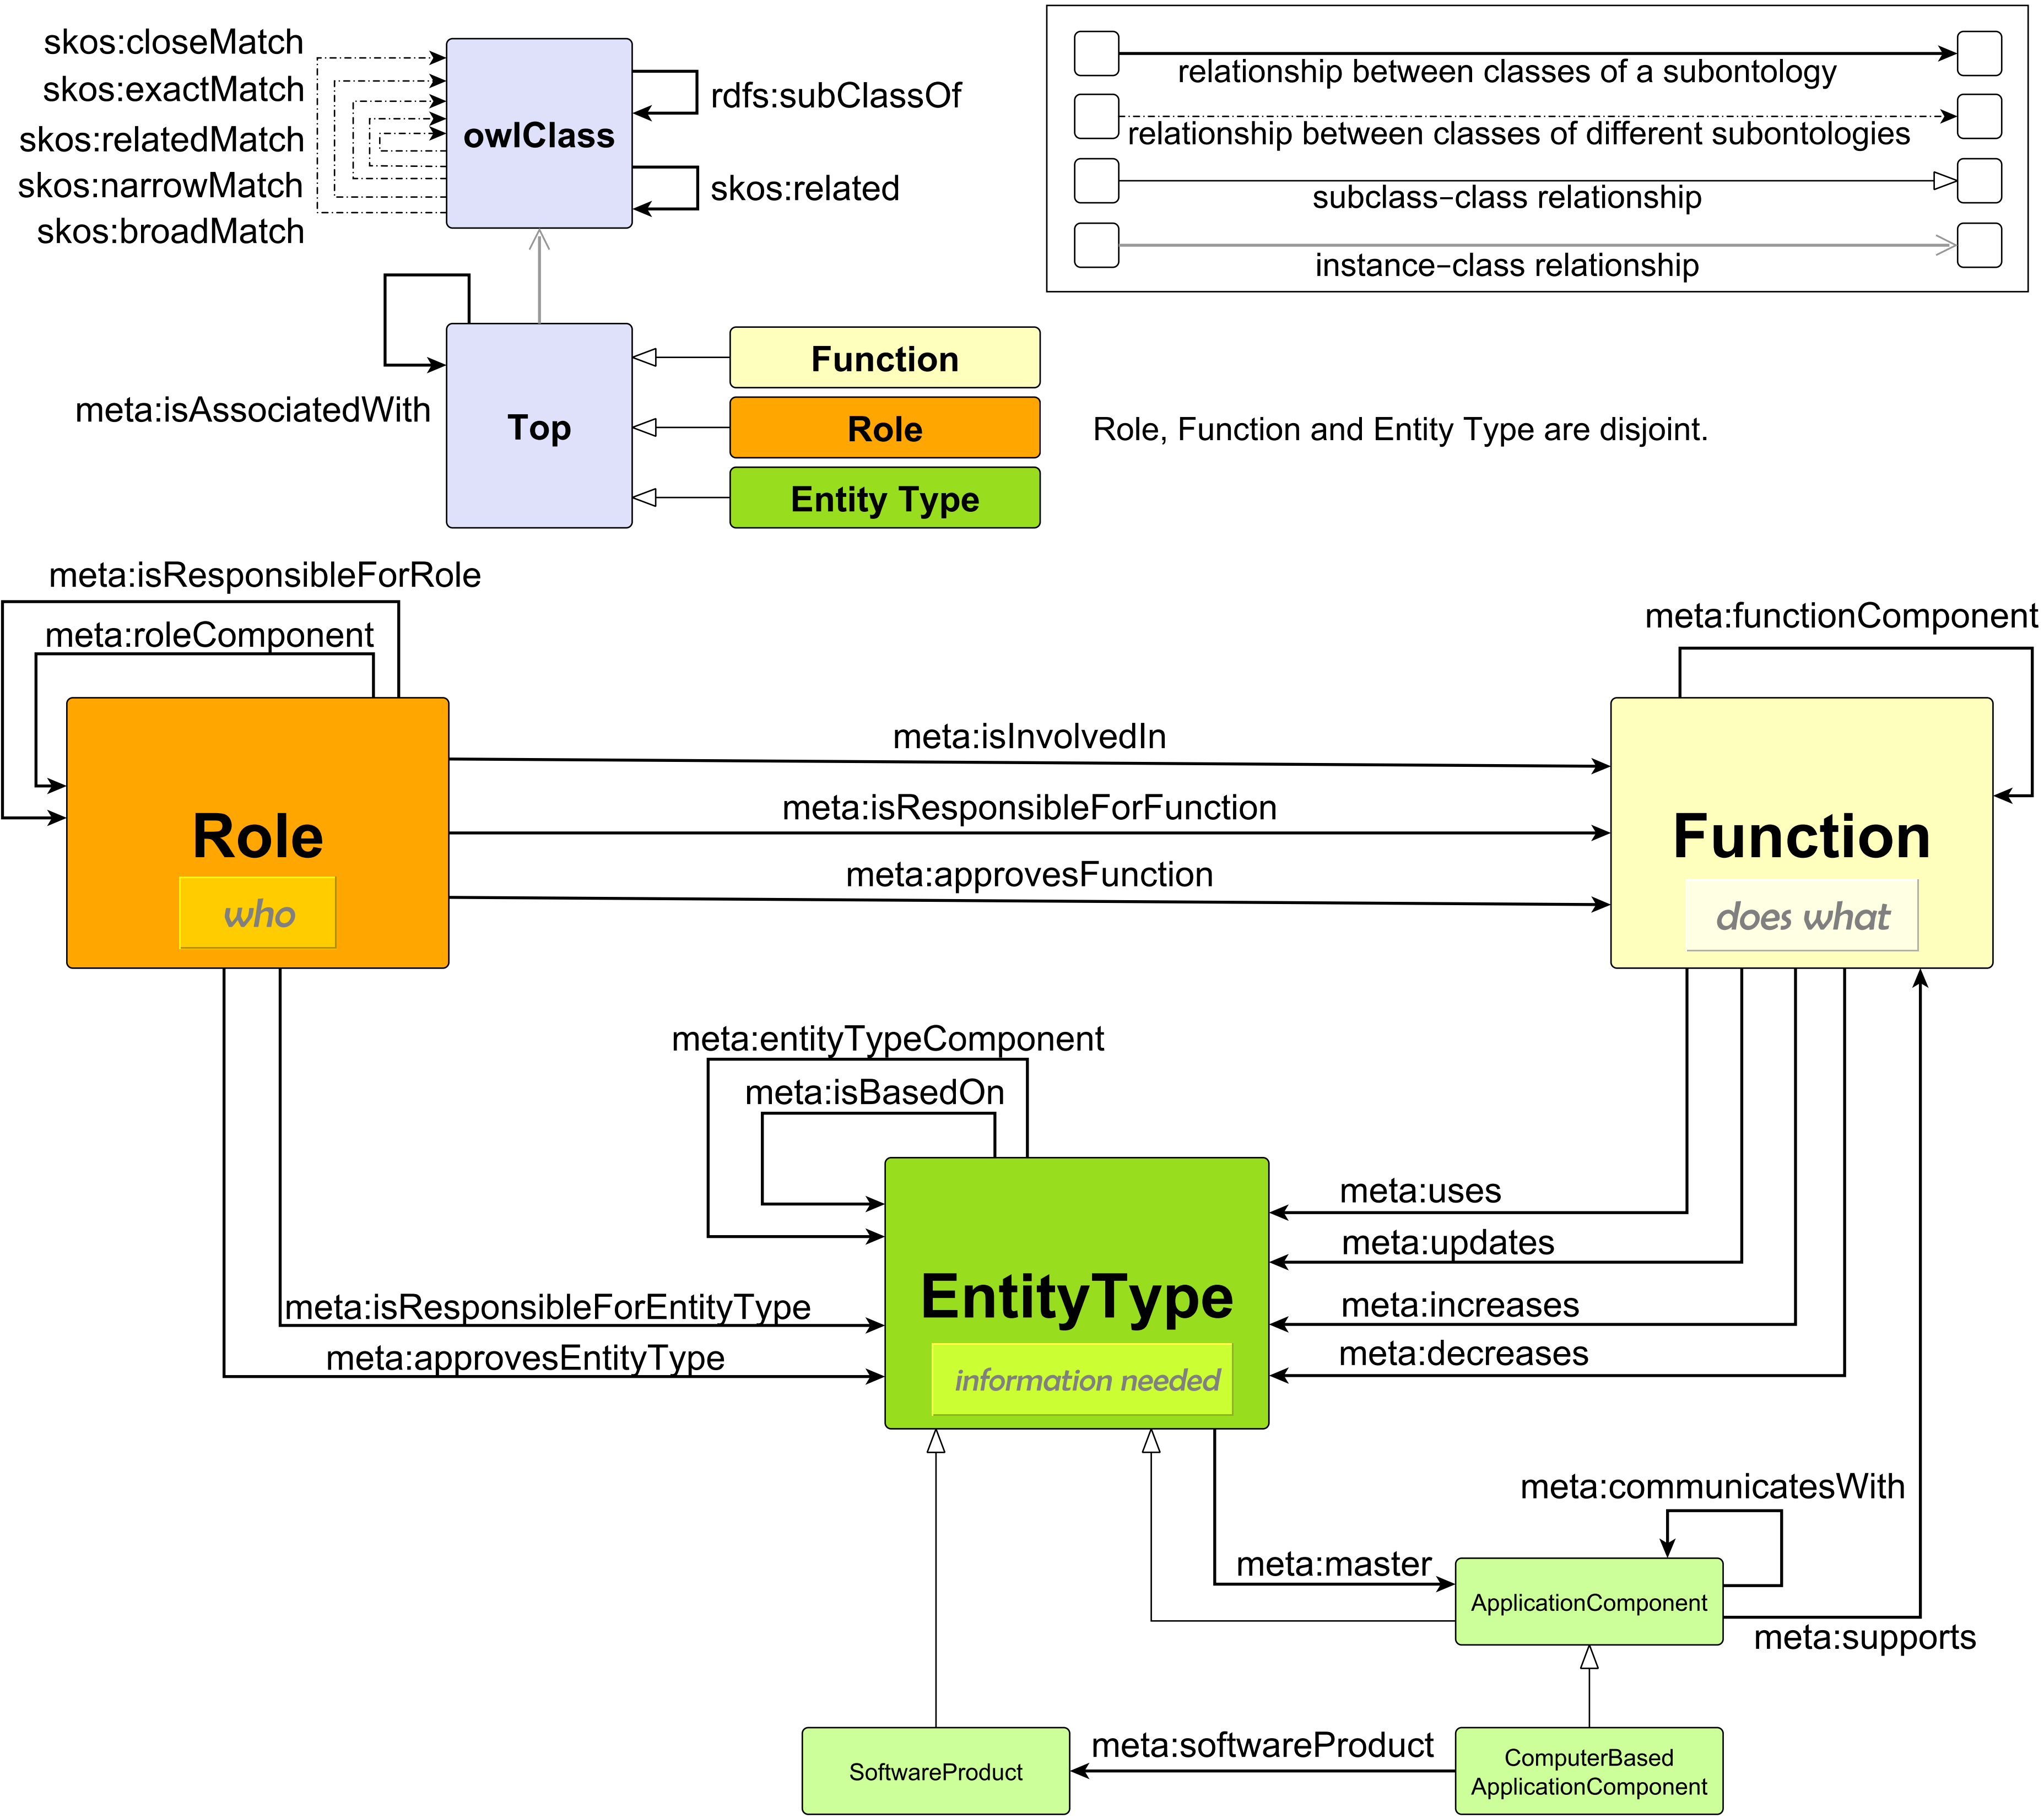 skos:closeMatch
skos:exactMatch
skos:relatedMatch
skos:narrowMatch
skos:broadMatch
owlClass
rdfs:subClassOf
skos:related
relationship between classes of a subontology
relationship between classes of different subontologies
subclass–class relationship
instance–class relationship
meta:isAssociatedWith
Top
Function
Role
Entity Type
Role, Function and Entity Type are disjoint.
meta:isResponsibleForRole
meta:roleComponent
meta:functionComponent
Role
who
meta:isInvolvedIn
meta:isResponsibleForFunction
meta:approvesFunction
Function
does what
meta:entityTypeComponent
meta:isBasedOn
EntityType
information needed
meta:uses
meta:updates
meta:increases
meta:decreases
meta:isResponsibleForEntityType
meta:approvesEntityType
meta:communicatesWith
meta:master
ApplicationComponent
meta:supports
SoftwareProduct
meta:softwareProduct
ComputerBased
ApplicationComponent